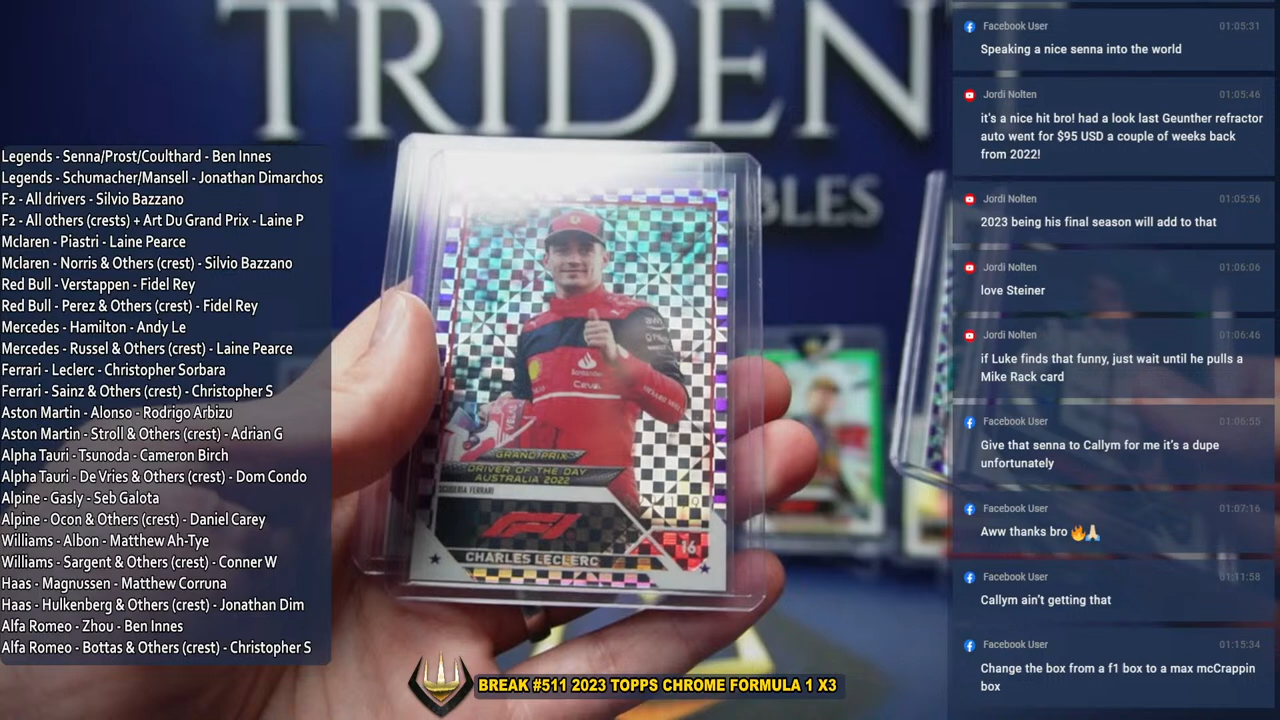 TRIDEN
BLES
Legends - Senna/Prost/Coulthard - Ben Innes
Legends - Schumacher/Mansell - Jonathan Dimarchos
F2 - All drivers - Silvio Bazzano
F2 - All others (crests) + Art Du Grand Prix - Laine P
Mclaren - Piastri - Laine Pearce
Mclaren - Norris & Others (crest) - Silvio Bazzano
Red Bull - Verstappen - Fidel Rey
Red Bull - Perez & Others (crest) - Fidel Rey
Mercedes - Hamilton - Andy Le
Mercedes - Russel & Others (crest) - Laine Pearce
Ferrari - Leclerc - Christopher Sorbara
Ferrari - Sainz & Others (crest) - Christopher S
Aston Martin - Alonso - Rodrigo Arbizu
Aston Martin - Stroll & Others (crest) - Adrian G
Alpha Tauri - Tsunoda - Cameron Birch
Alpha Tauri - De Vries & Others (crest) - Dom Condo
Alpine - Gasly - Seb Galota
Alpine - Ocon & Others (crest) - Daniel Carey
Williams - Albon - Matthew Ah-Tye
Williams - Sargent & Others (crest) - Conner W
Haas - Magnussen - Matthew Corruna
Haas - Hulkenberg & Others (crest) - Jonathan Dim
Alfa Romeo - Zhou - Ben Innes
Alfa Romeo - Bottas & Others (crest) - Christopher S
Santander
VELAS
GRAND PRIX
DRIVER OF THE DAY
AUSTRALIA 2022
SCUDERIA FERRARI
F1
16
CHARLES LECLERC
BREAK #511 2023 TOPPS CHROME FORMULA 1 X3
Facebook User 01:05:31
Speaking a nice senna into the world
Jordi Nolten 01:05:46
it's a nice hit bro! had a look last Geunther refractor
auto went for $95 USD a couple of weeks back
from 2022!
Jordi Nolten 01:05:56
2023 being his final season will add to that
Jordi Nolten 01:06:06
love Steiner
Jordi Nolten 01:06:46
if Luke finds that funny, just wait until he pulls a
Mike Rack card
Facebook User 01:06:55
Give that senna to Callym for me it's a dupe
unfortunately
Facebook User 01:07:16
Aww thanks bro 🔥🙏🏻
Facebook User 01:11:58
Callym ain't getting that
Facebook User 01:15:34
Change the box from a f1 box to a max mcCrappin
box